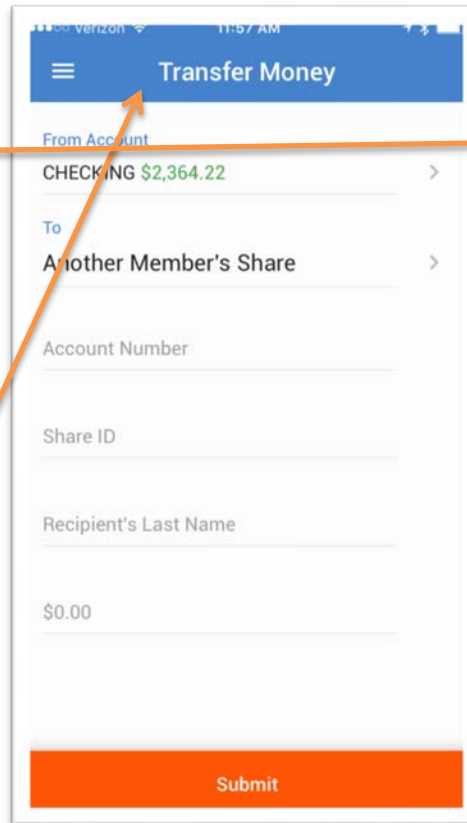 Verizon 11:57 AM
Transfer Money
From Account
CHECKING $2,364.22
To
Another Member's Share
Account Number
Share ID
Recipient's Last Name
$0.00
Submit